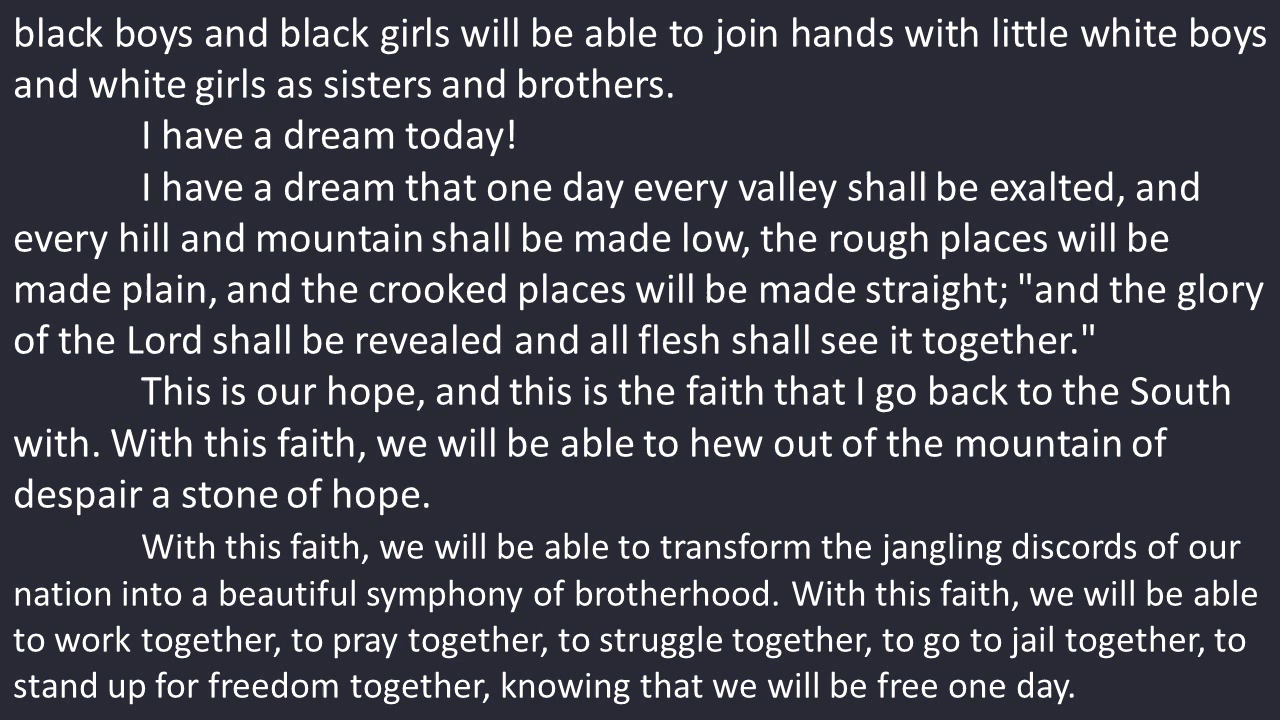 black boys and black girls will be able to join hands with little white boys
and white girls as sisters and brothers.
I have a dream today!
I have a dream that one day every valley shall be exalted, and
every hill and mountain shall be made low, the rough places will be
made plain, and the crooked places will be made straight; "and the glory
of the Lord shall be revealed and all flesh shall see it together."
This is our hope, and this is the faith that I go back to the South
with. With this faith, we will be able to hew out of the mountain of
despair a stone of hope.
With this faith, we will be able to transform the jangling discords of our
nation into a beautiful symphony of brotherhood. With this faith, we will be able
to work together, to pray together, to struggle together, to go to jail together, to
stand up for freedom together, knowing that we will be free one day.